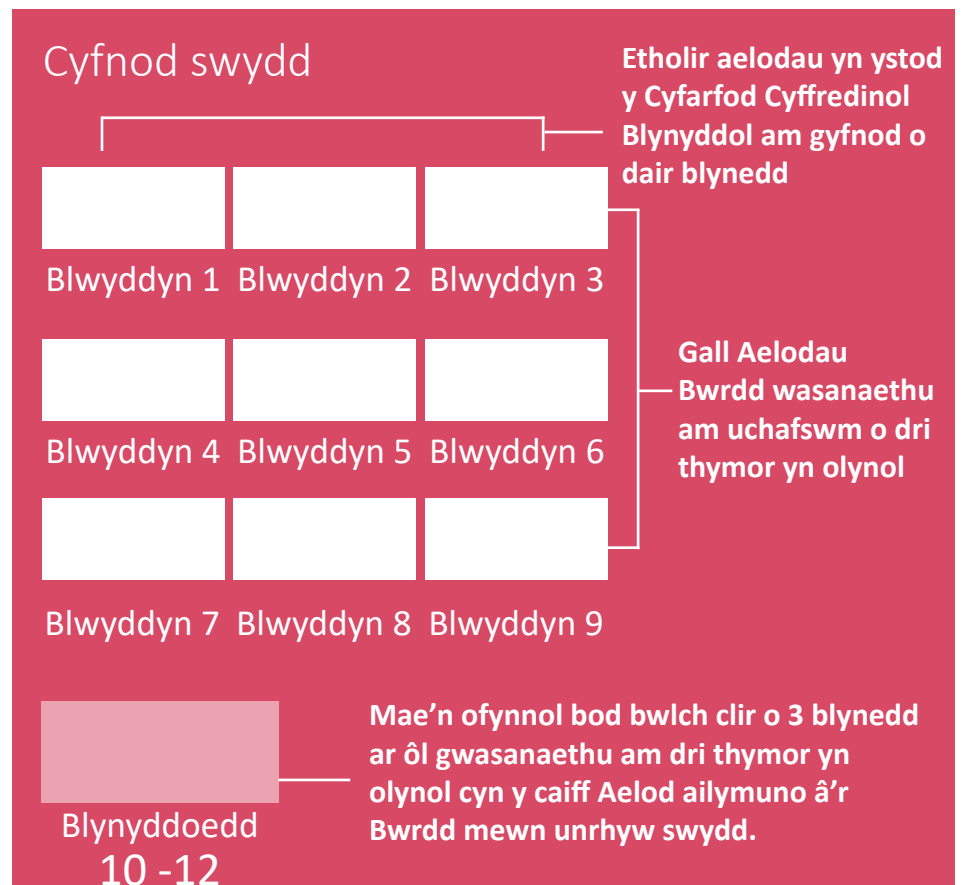 Cyfnod swydd
Etholir aelodau yn ystod
y Cyfarfod Cyffredinol
Blynyddol am gyfnod o
dair blynedd
Blwyddyn 1 Blwyddyn 2 Blwyddyn 3
Gall Aelodau
Bwrdd wasanaethu
am uchafswm o dri
thymor yn olynol
Blwyddyn 4 Blwyddyn 5 Blwyddyn 6
Blwyddyn 7 Blwyddyn 8 Blwyddyn 9
Mae’n ofynnol bod bwlch clir o 3 blynedd
ar ôl gwasanaethu am dri thymor yn
olynol cyn y caiff Aelod ailymuno â’r
Bwrdd mewn unrhyw swydd.
Blynyddoedd
10 -12